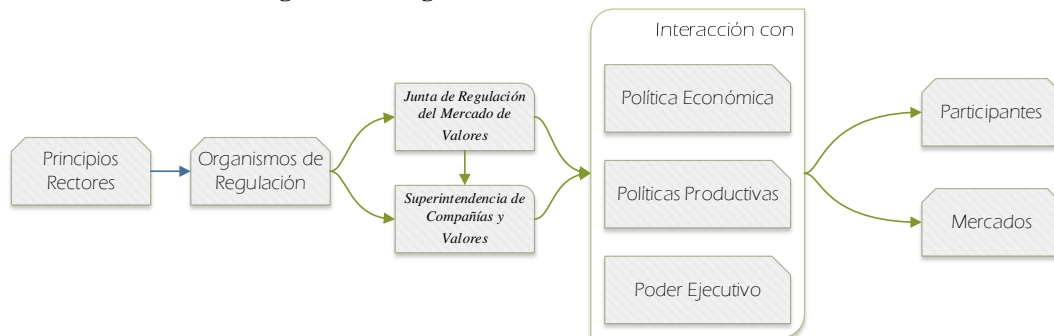 Principios
Rectores
Organismos de
Regulación
Junta de Regulación
del Mercado de
Valores
Superintendencia de
Compañías y
Valores
Interacción con
Política Económica
Políticas Productivas
Poder Ejecutivo
Participantes
Mercados